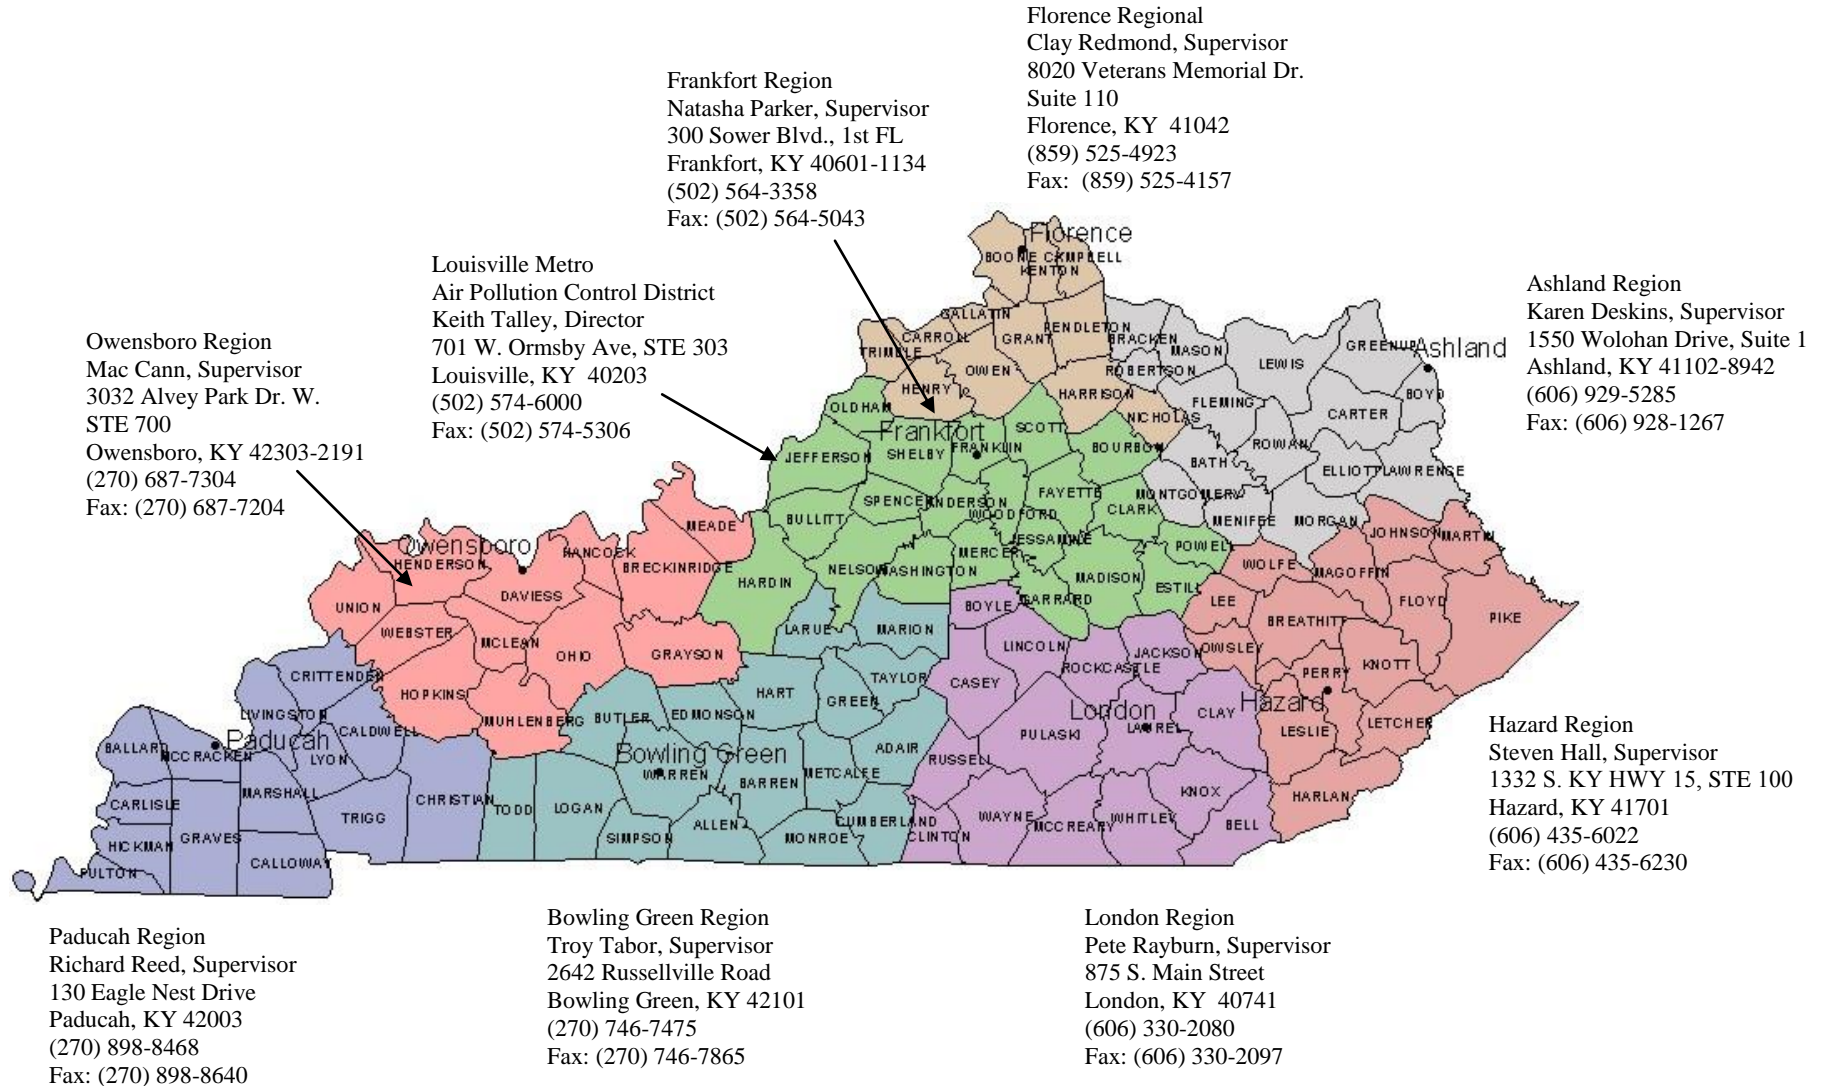 Florence Regional
Clay Redmond, Supervisor
8020 Veterans Memorial Dr.
Suite 110
Florence, KY  41042
(859) 525-4923
Fax:  (859) 525-4157
Frankfort Region
Natasha Parker, Supervisor
300 Sower Blvd., 1st FL
Frankfort, KY 40601-1134
(502) 564-3358
Fax: (502) 564-5043
Louisville Metro
Air Pollution Control District
Keith Talley, Director
701 W. Ormsby Ave, STE 303
Louisville, KY  40203
(502) 574-6000
Fax: (502) 574-5306
Owensboro Region
Mac Cann, Supervisor
3032 Alvey Park Dr. W.
STE 700
Owensboro, KY 42303-2191
(270) 687-7304
Fax: (270) 687-7204
Ashland Region
Karen Deskins, Supervisor
1550 Wolohan Drive, Suite 1
Ashland, KY 41102-8942
(606) 929-5285
Fax: (606) 928-1267
Florence
BOONE
CAMPBELL
KENTON
GALLATIN
CARROLL
TRIMBLE
GRANT
PENDLETON
OWEN
HENRY
HARRISON
NICHOLAS
BRACKEN
MASON
ROBERTSON
LEWIS
GREENUP
Ashland
BOYD
FLEMING
CARTER
ROWAN
BATH
ELLIOTT
LAWRENCE
MONTGOMERY
MENIFEE
MORGAN
OLDHAM
Frankfort
SCOTT
JEFFERSON
SHELBY
FRANKLIN
BOURBON
SPENCER
ANDERSON
WOODFORD
FAYETTE
CLARK
BULLITT
MERCER
JESSAMINE
POWELL
HARDIN
NELSON
WASHINGTON
MADISON
ESTILL
GARRARD
MEADE
Owensboro
HENDERSON
HANCOCK
BRECKINRIDGE
DAVIESS
UNION
WEBSTER
MCLEAN
OHIO
GRAYSON
HOPKINS
MUHLENBERG
JOHNSON
MARTIN
WOLFE
MAGOFFIN
FLOYD
PIKE
LEE
BREATHITT
OWSLEY
PERRY
KNOTT
Hazard
LESLIE
LETCHER
HARLAN
BOYLE
LINCOLN
ROCKCASTLE
JACKSON
CASEY
London
LAUREL
CLAY
PULASKI
RUSSELL
WAYNE
MCCREARY
WHITLEY
KNOX
BELL
CLINTON
LARUE
MARION
HART
GREEN
TAYLOR
BUTLER
EDMONSON
Bowling Green
WARREN
BARREN
METCALFE
ADAIR
TODD
LOGAN
SIMPSON
ALLEN
MONROE
CUMBERLAND
CRITTENDEN
LIVINGSTON
CALDWELL
BALLARD
MCCRACKEN
Paducah
LYON
CARLISLE
MARSHALL
TRIGG
CHRISTIAN
HICKMAN
GRAVES
CALLOWAY
FULTON
Hazard Region
Steven Hall, Supervisor
1332 S. KY HWY 15, STE 100
Hazard, KY 41701
(606) 435-6022
Fax: (606) 435-6230
Paducah Region
Richard Reed, Supervisor
130 Eagle Nest Drive
Paducah, KY 42003
(270) 898-8468
Fax: (270) 898-8640
Bowling Green Region
Troy Tabor, Supervisor
2642 Russellville Road
Bowling Green, KY 42101
(270) 746-7475
Fax: (270) 746-7865
London Region
Pete Rayburn, Supervisor
875 S. Main Street
London, KY  40741
(606) 330-2080
Fax: (606) 330-2097